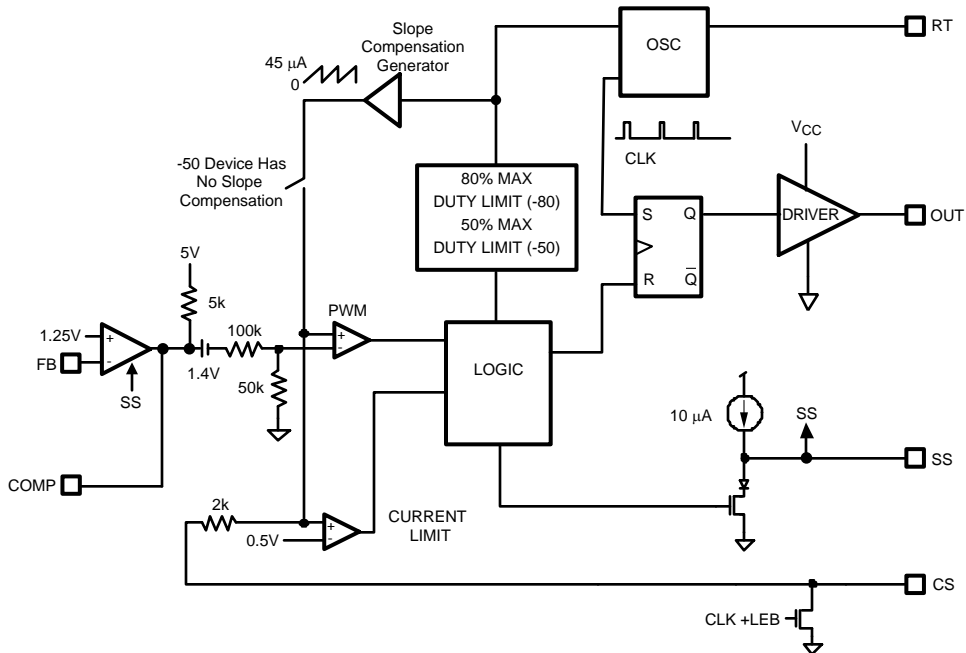 Slope
Compensation
Generator
45 μA
0
OSC
RT
CLK
VCC
-50 Device Has
No Slope
Compensation
80% MAX
DUTY LIMIT (-80)
50% MAX
DUTY LIMIT (-50)
S
Q
R
Q̅
DRIVER
OUT
5V
5k
1.25V
+
-
FB
1.4V
100k
50k
SS
PWM
+
-
LOGIC
10 μA
SS
SS
COMP
2k
0.5V
+
-
CURRENT
LIMIT
CS
CLK +LEB